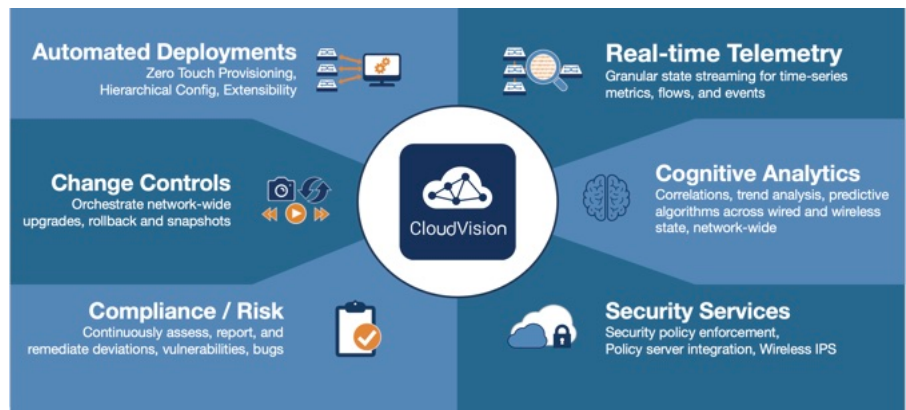 Automated Deployments
Zero Touch Provisioning,
Hierarchical Config, Extensibility
Real-time Telemetry
Granular state streaming for time-series
metrics, flows, and events
Change Controls
Orchestrate network-wide
upgrades, rollback and snapshots
CloudVision
Cognitive Analytics
Correlations, trend analysis, predictive
algorithms across wired and wireless
state, network-wide
Compliance / Risk
Continuously assess, report, and
remediate deviations, vulnerabilities, bugs
Security Services
Security policy enforcement,
Policy server integration, Wireless IPS